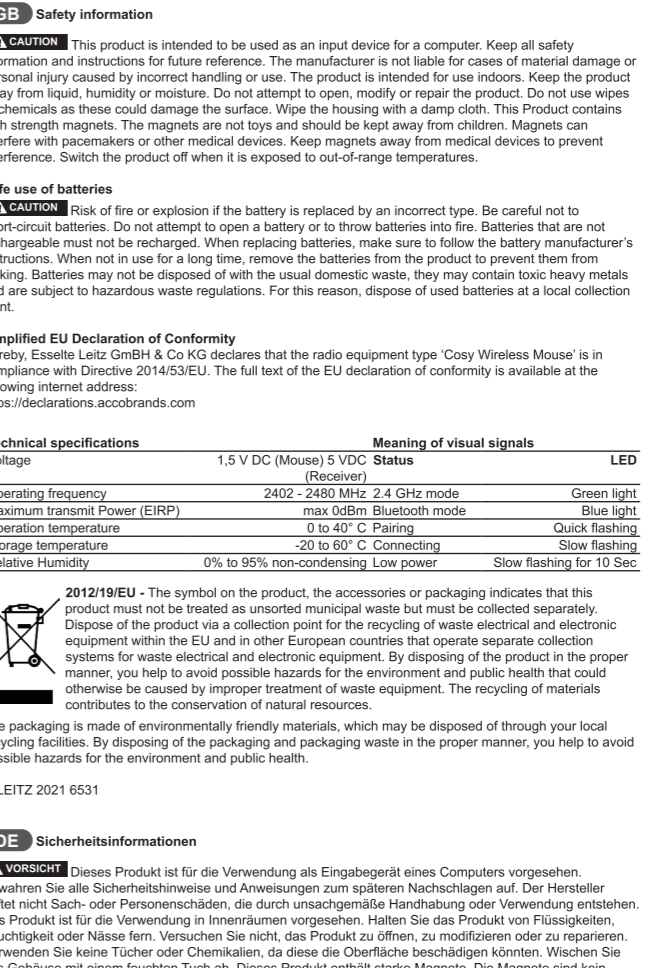 GB Safety information
CAUTION This product is intended to be used as an input device for a computer. Keep all safety
ormation and instructions for future reference. The manufacturer is not liable for cases of material damage or
rsonal injury caused by incorrect handling or use. The product is intended for use indoors. Keep the product
ay from liquid, humidity or moisture. Do not attempt to open, modify or repair the product. Do not use wipes
chemicals as these could damage the surface. Wipe the housing with a damp cloth. This Product contains
h strength magnets. The magnets are not toys and should be kept away from children. Magnets can
erfere with pacemakers or other medical devices. Keep magnets away from medical devices to prevent
erference. Switch the product off when it is exposed to out-of-range temperatures.
fe use of batteries
CAUTION Risk of fire or explosion if the battery is replaced by an incorrect type. Be careful not to
ort-circuit batteries. Do not attempt to open a battery or to throw batteries into fire. Batteries that are not
chargeable must not be recharged. When replacing batteries, make sure to follow the battery manufacturer's
tructions. When not in use for a long time, remove the batteries from the product to prevent them from
king. Batteries may not be disposed of with the usual domestic waste, they may contain toxic heavy metals
d are subject to hazardous waste regulations. For this reason, dispose of used batteries at a local collection
nt.
mplified EU Declaration of Conformity
reby, Esselte Leitz GmBH & Co KG declares that the radio equipment type 'Cosy Wireless Mouse' is in
mpliance with Directive 2014/53/EU. The full text of the EU declaration of conformity is available at the
owing internet address:
ps://declarations.accobrands.com
chnical specifications Meaning of visual signals
oltage 1,5 V DC (Mouse) 5 VDC Status LED
(Receiver)
perating frequency 2402 - 2480 MHz 2.4 GHz mode Green light
aximum transmit Power (EIRP) max 0dBm Bluetooth mode Blue light
peration temperature 0 to 40° C Pairing Quick flashing
orage temperature -20 to 60° C Connecting Slow flashing
elative Humidity 0% to 95% non-condensing Low power Slow flashing for 10 Sec
2012/19/EU - The symbol on the product, the accessories or packaging indicates that this
product must not be treated as unsorted municipal waste but must be collected separately.
Dispose of the product via a collection point for the recycling of waste electrical and electronic
equipment within the EU and in other European countries that operate separate collection
systems for waste electrical and electronic equipment. By disposing of the product in the proper
manner, you help to avoid possible hazards for the environment and public health that could
otherwise be caused by improper treatment of waste equipment. The recycling of materials
contributes to the conservation of natural resources.
e packaging is made of environmentally friendly materials, which may be disposed of through your local
cycling facilities. By disposing of the packaging and packaging waste in the proper manner, you help to avoid
ssible hazards for the environment and public health.
LEITZ 2021 6531
DE Sicherheitsinformationen
VORSICHT Dieses Produkt ist für die Verwendung als Eingabegerät eines Computers vorgesehen.
wahren Sie alle Sicherheitshinweise und Anweisungen zum späteren Nachschlagen auf. Der Hersteller
ftet nicht Sach- oder Personenschäden, die durch unsachgemäße Handhabung oder Verwendung entstehen.
s Produkt ist für die Verwendung in Innenräumen vorgesehen. Halten Sie das Produkt von Flüssigkeiten,
uchtigkeit oder Nässe fern. Versuchen Sie nicht, das Produkt zu öffnen, zu modifizieren oder zu reparieren.
rwenden Sie keine Tücher oder Chemikalien, da diese die Oberfläche beschädigen könnten. Wischen Sie
s Gehäuse mit einem feuchten Tuch ab. Dieses Produkt enthält starke Magnete. Die Magnete sind kein